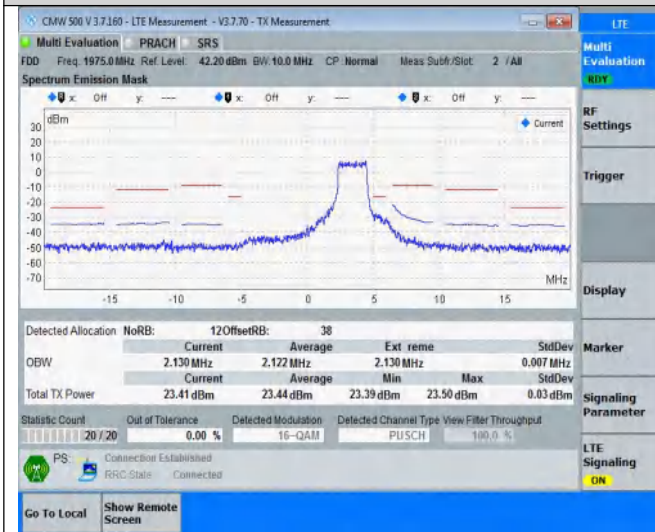 CMW 500 V 3.7.160 - LTE Measurement - V3.7.70 - TX Measurement
LTE
Multi Evaluation PRACH SRS
FDD Freq. 1975.0 MHz Ref. Level: 42.20 dBm BW: 10.0 MHz CP Normal Meas Subfr/Slot: 2 /All
Spectrum Emission Mask
x: Off y: --- x: Off y: --- x: Off y: ---
dBm
Current
30
20
10
0
-10
-20
-30
-40
-50
-60
-70
MHz
-15 -10 -5 0 5 10 15
Detected Allocation NoRB: 12OffsetRB: 38
Current Average Ext reme StdDev
OBW 2.130 MHz 2.122 MHz 2.130 MHz 0.007 MHz
Current Average Min Max StdDev
Total TX Power 23.41 dBm 23.44 dBm 23.39 dBm 23.50 dBm 0.03 dBm
Statistic Count Out of Tolerance Detected Modulation Detected Channel Type View Filter Throughput
20 / 20 0.00 % 16-QAM PUSCH 100.0 %
PS: Connection Established
RRC State Connected
Multi
Evaluation
RDY
RF
Settings
Trigger
Display
Marker
Signaling
Parameter
LTE
Signaling
ON
Go To Local
Show Remote
Screen